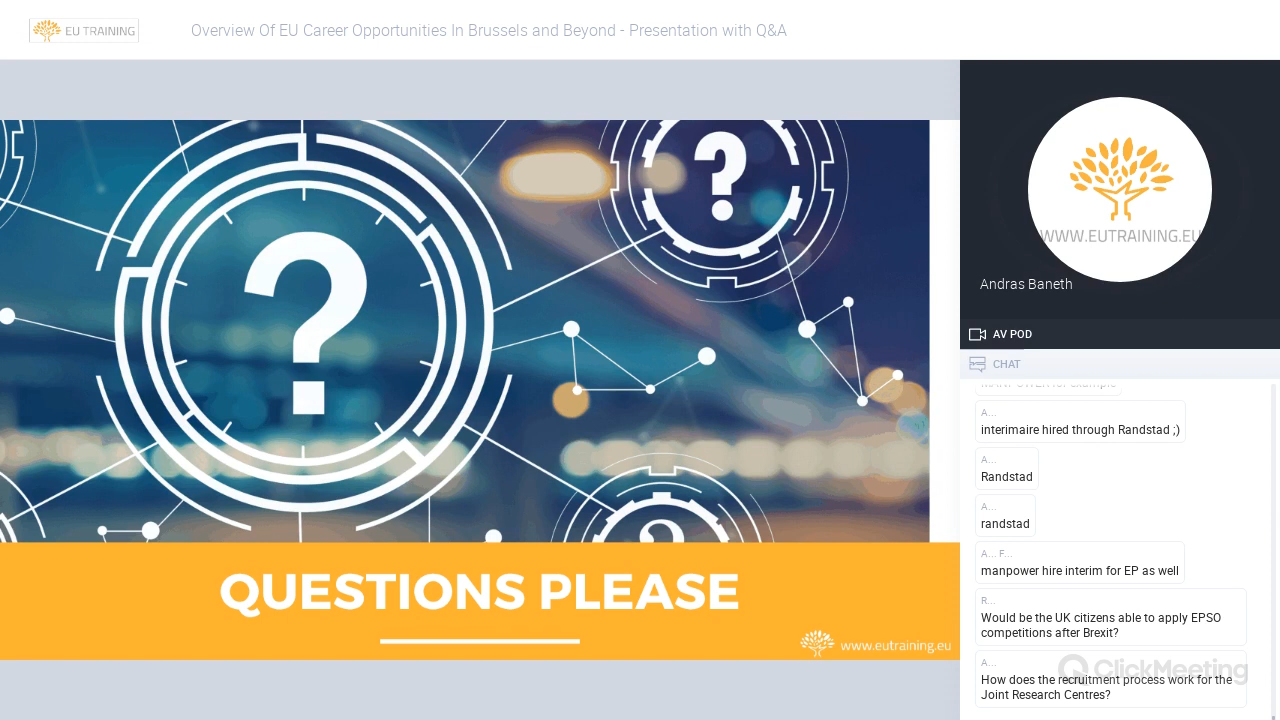 EU TRAINING
Overview Of EU Career Opportunities In Brussels and Beyond - Presentation with Q&A
?
?
?
QUESTIONS PLEASE
www.eutraining.eu
WWW.EUTRAINING.EU
Andras Baneth
AV POD
CHAT
MANPOWER for example
A...
interimaire hired through Randstad ;)
A...
Randstad
A...
randstad
A... F...
manpower hire interim for EP as well
R...
Would be the UK citizens able to apply EPSO
competitions after Brexit?
A...
How does the recruitment process work for the
Joint Research Centres?
ClickMeeting